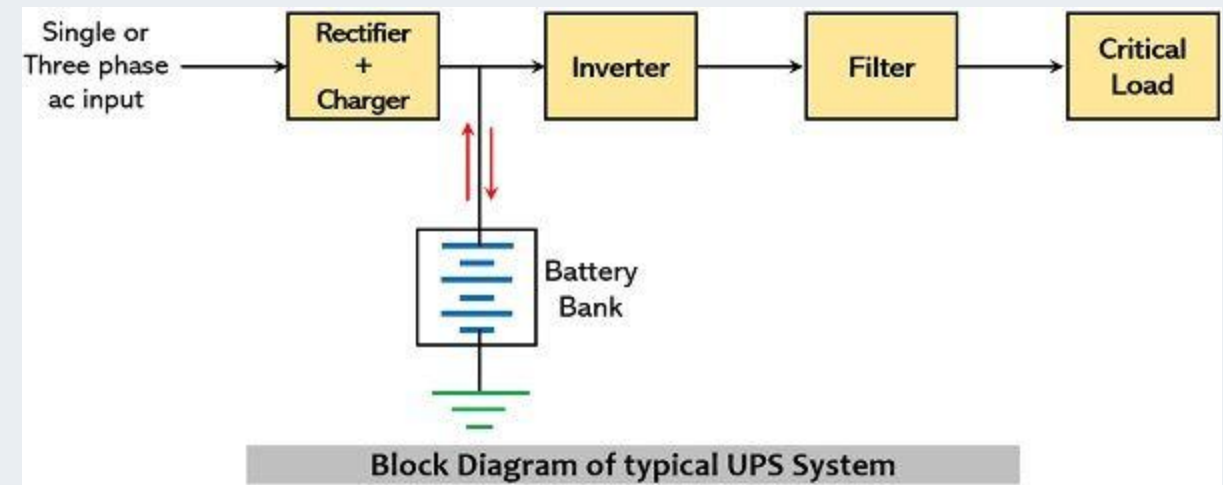 Single or
Three phase
ac input
Rectifier
+
Charger
Inverter
Filter
Critical
Load
Battery
Bank
Block Diagram of typical UPS System